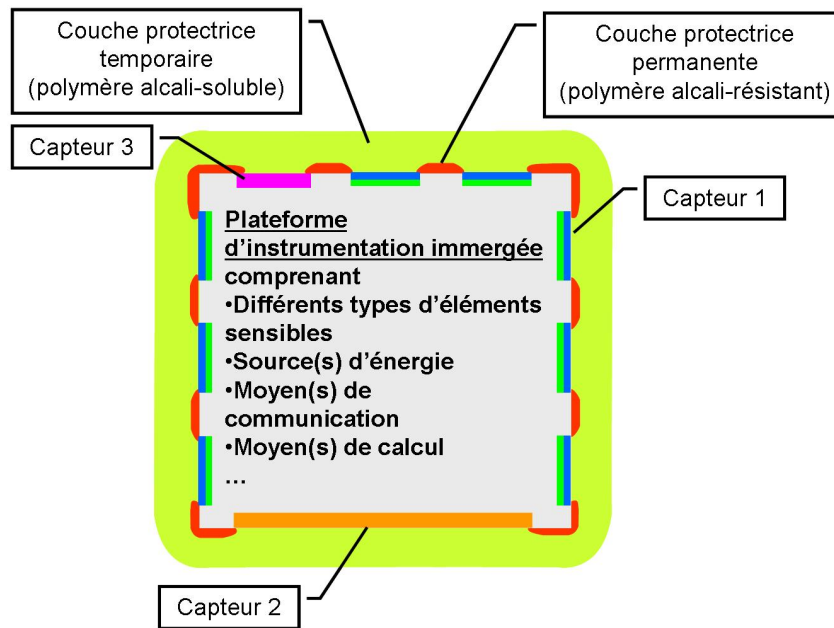 Couche protectrice
temporaire
(polymère alcali-soluble)
Couche protectrice
permanente
(polymère alcali-résistant)
Capteur 3
Capteur 1
Plateforme
d'instrumentation immergée
comprenant
•Différents types d'éléments
sensibles
•Source(s) d'énergie
•Moyen(s) de
communication
•Moyen(s) de calcul
...
Capteur 2